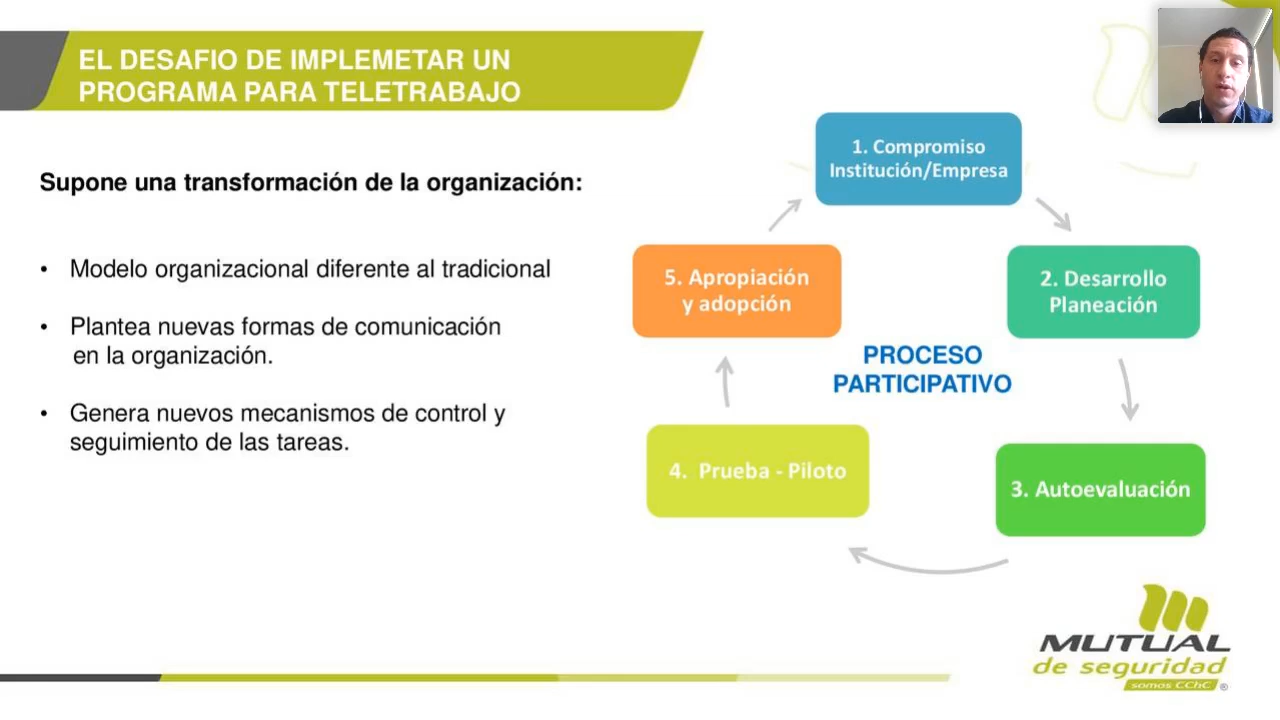 EL DESAFIO DE IMPLEMETAR UN
PROGRAMA PARA TELETRABAJO
Supone una transformación de la organización:
• Modelo organizacional diferente al tradicional
• Plantea nuevas formas de comunicación
en la organización.
• Genera nuevos mecanismos de control y
seguimiento de las tareas.
1. Compromiso
Institución/Empresa
2. Desarrollo
Planeación
3. Autoevaluación
4. Prueba - Piloto
5. Apropiación
y adopción
PROCESO
PARTICIPATIVO
MUTUAL
de seguridad
somos CChC ®